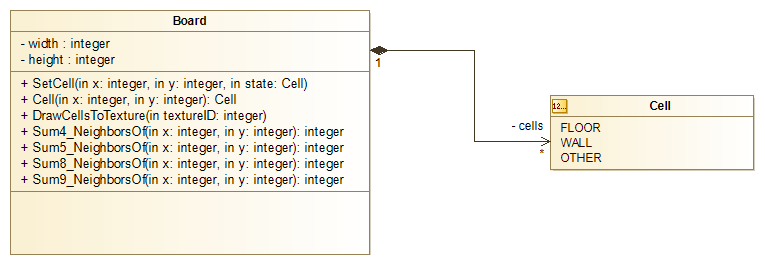 Board
- width : integer
- height : integer
+ SetCell(in x: integer, in y: integer, in state: Cell)
+ Cell(in x: integer, in y: integer): Cell
+ DrawCellsToTexture(in textureID: integer)
+ Sum4_NeighborsOf(in x: integer, in y: integer): integer
+ Sum5_NeighborsOf(in x: integer, in y: integer): integer
+ Sum8_NeighborsOf(in x: integer, in y: integer): integer
+ Sum9_NeighborsOf(in x: integer, in y: integer): integer
1
- cells
*
12...
Cell
FLOOR
WALL
OTHER